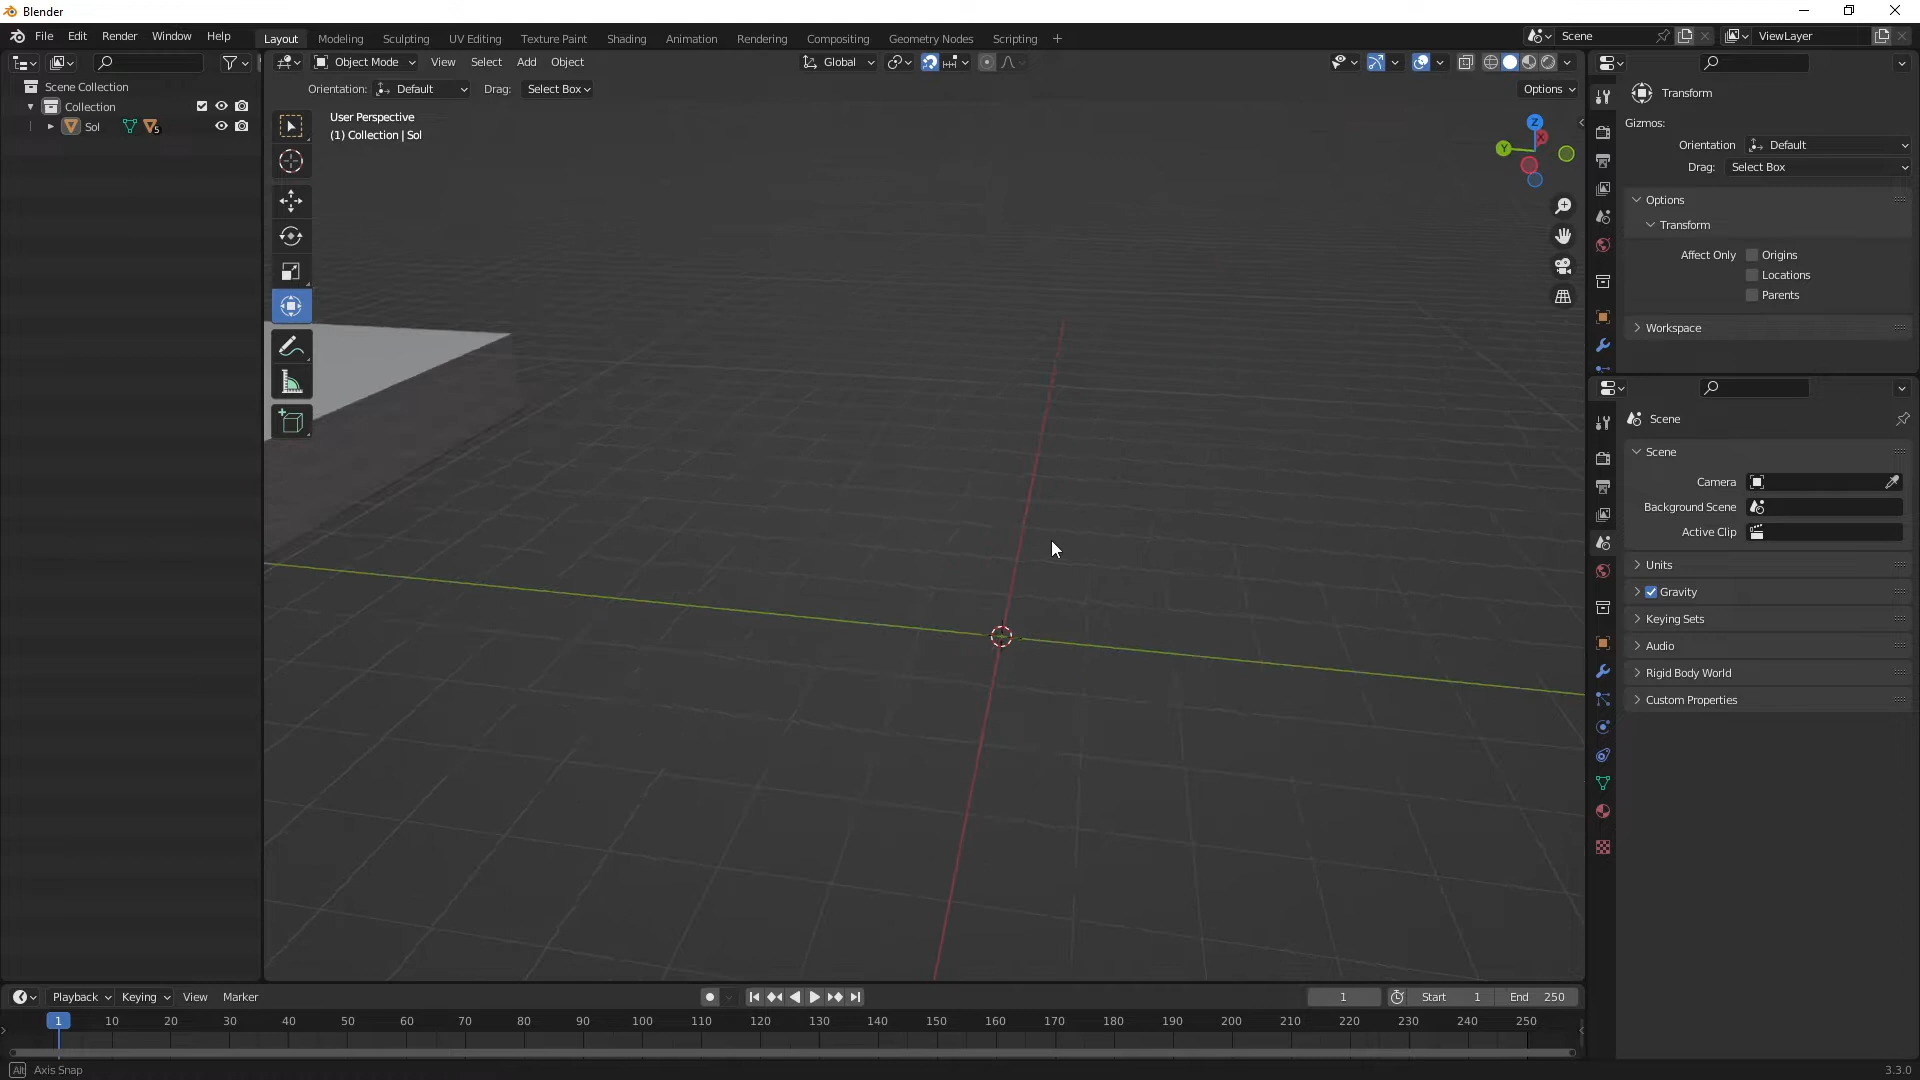 Blender
File Edit Render Window Help
Layout Modeling Sculpting UV Editing Texture Paint Shading Animation Rendering Compositing Geometry Nodes Scripting +
Scene
ViewLayer
Object Mode View Select Add Object
Global
Orientation: Default Drag: Select Box
Options
Scene Collection
Collection
Sol
5
User Perspective
(1) Collection | Sol
Z
X
Y
Transform
Gizmos:
Orientation Default
Drag: Select Box
Options
Transform
Affect Only Origins
Locations
Parents
Workspace
Scene
Scene
Camera
Background Scene
Active Clip
Units
Gravity
Keying Sets
Audio
Rigid Body World
Custom Properties
Playback Keying View Marker
1
Start 1 End 250
1 10 20 30 40 50 60 70 80 90 100 110 120 130 140 150 160 170 180 190 200 210 220 230 240 250
Alt Axis Snap
3.3.0